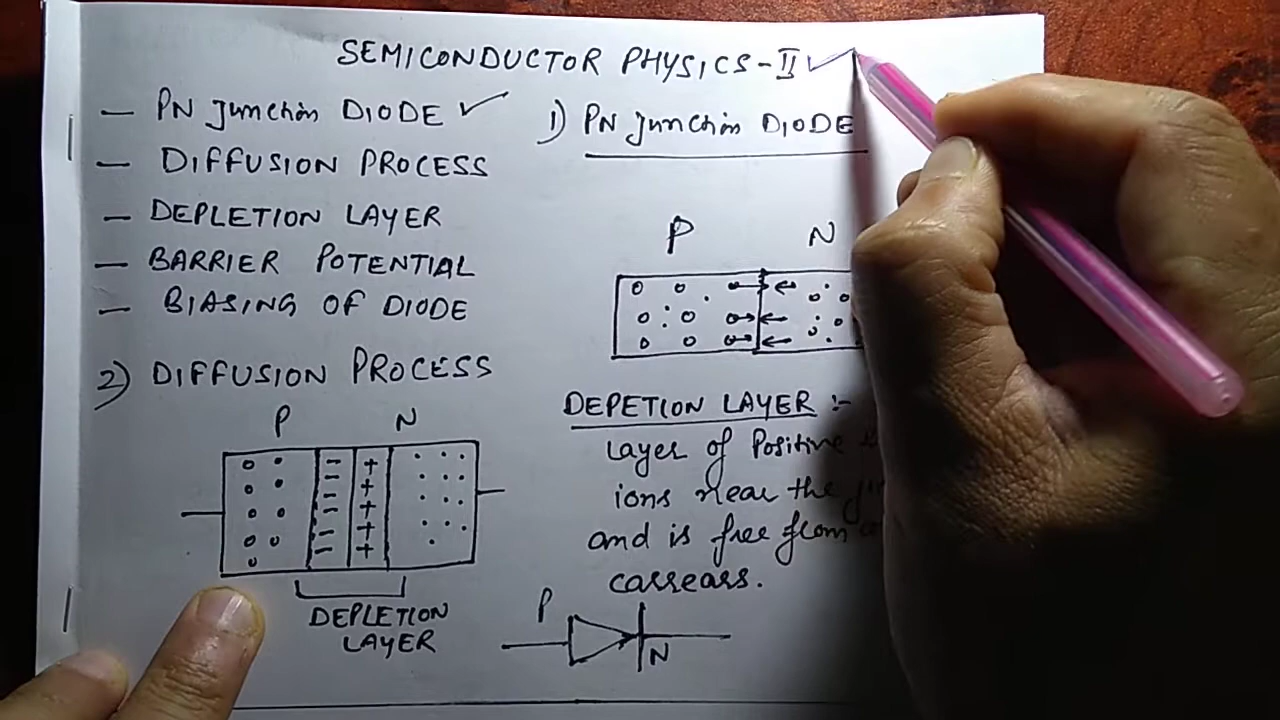 SEMICONDUCTOR PHYSICS-II
- PN Junction DIODE
- DIFFUSION PROCESS
- DEPLETION LAYER
- BARRIER POTENTIAL
- BIASING OF DIODE
1) PN Junction DIODE
P N
2) DIFFUSION PROCESS
P N
DEPLETION
LAYER
DEPETION LAYER :-
Layer of Positive
ions near the
and is free from
carrears.
P
N